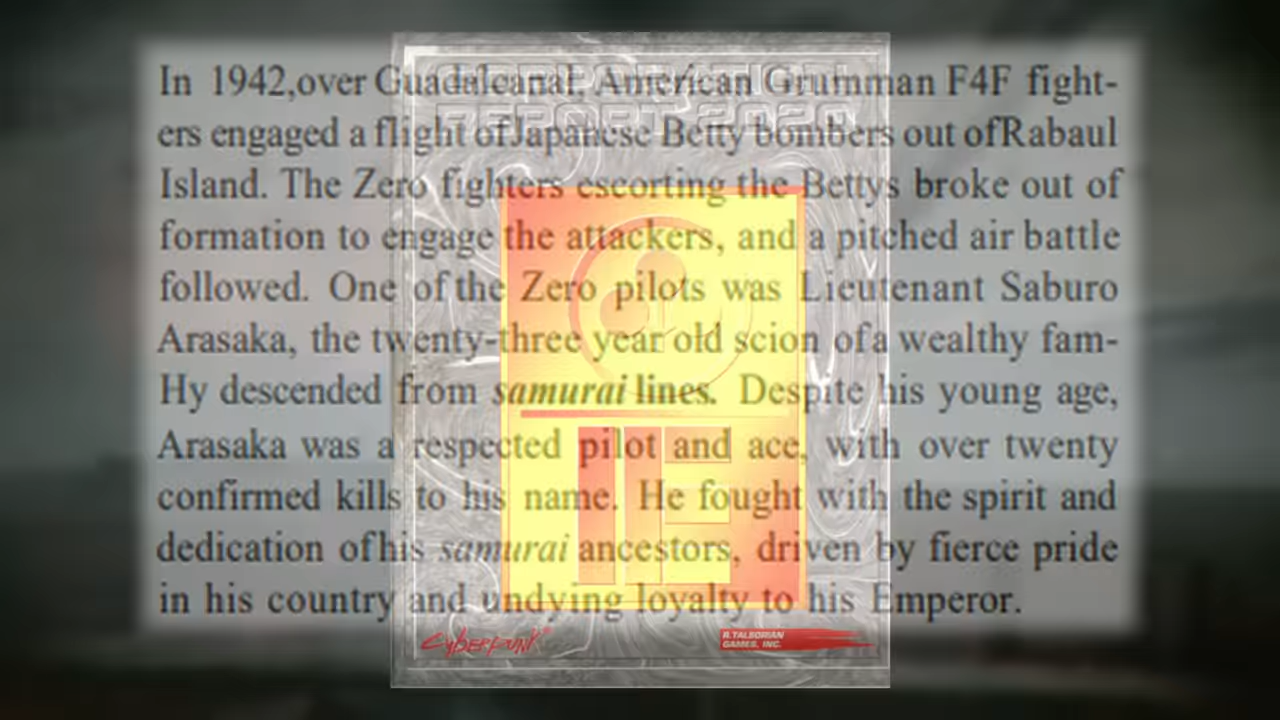 In 1942,over Guadalcanal, American Grumman F4F fight-
ers engaged a flight ofJapanese Betty bombers out ofRabaul
Island. The Zero fighters escorting the Bettys broke out of
formation to engage the attackers, and a pitched air battle
followed. One of the Zero pilots was Lieutenant Saburo
Arasaka, the twenty-three year old scion ofa wealthy fam-
Hy descended from samurai lines. Despite his young age,
Arasaka was a respected pilot and ace, with over twenty
confirmed kills to his name. He fought with the spirit and
dedication ofhis samurai ancestors, driven by fierce pride
in his country and undying loyalty to his Emperor.
CORPORATION
REPORT 2020
CYBERPUNK
R.TALSORIAN
GAMES, INC.